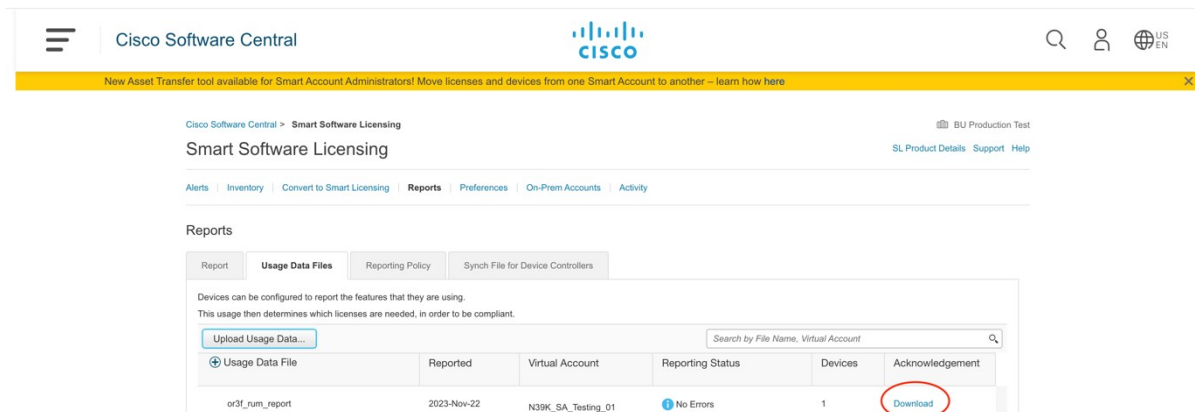 Cisco Software Central
CISCO
US
EN
New Asset Transfer tool available for Smart Account Administrators! Move licenses and devices from one Smart Account to another – learn how here
Cisco Software Central > Smart Software Licensing
BU Production Test
Smart Software Licensing
SL Product Details Support Help
Alerts | Inventory | Convert to Smart Licensing | Reports | Preferences | On-Prem Accounts | Activity
Reports
Report Usage Data Files Reporting Policy Synch File for Device Controllers
Devices can be configured to report the features that they are using.
This usage then determines which licenses are needed, in order to be compliant.
Upload Usage Data... Search by File Name, Virtual Account
Usage Data File Reported Virtual Account Reporting Status Devices Acknowledgement
or3f_rum_report 2023-Nov-22 N39K_SA_Testing_01 No Errors 1 Download